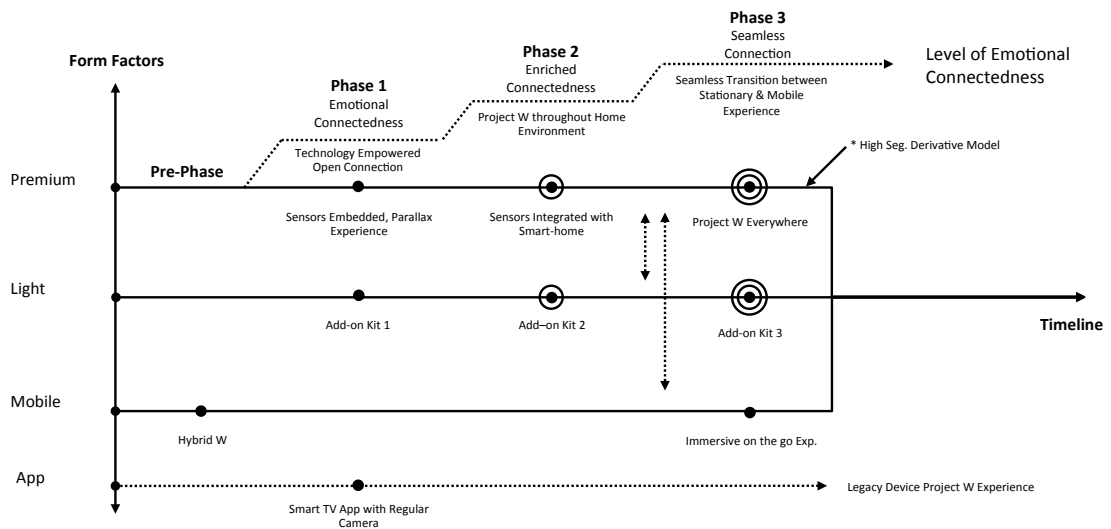 Phase 3
Seamless
Connection
Level of Emotional
Connectedness
Phase 2
Enriched
Connectedness
Form Factors
Phase 1
Emotional
Connectedness
Seamless Transition between
Stationary & Mobile
Experience
Project W throughout Home
Environment
Technology Empowered
Open Connection
* High Seg. Derivative Model
Pre-Phase
Premium
Sensors Embedded, Parallax
Experience
Sensors Integrated with
Smart-home
Project W Everywhere
Light
Add-on Kit 1
Add–on Kit 2
Add-on Kit 3
Timeline
Mobile
Hybrid W
Immersive on the go Exp.
App
Legacy Device Project W Experience
Smart TV App with Regular
Camera